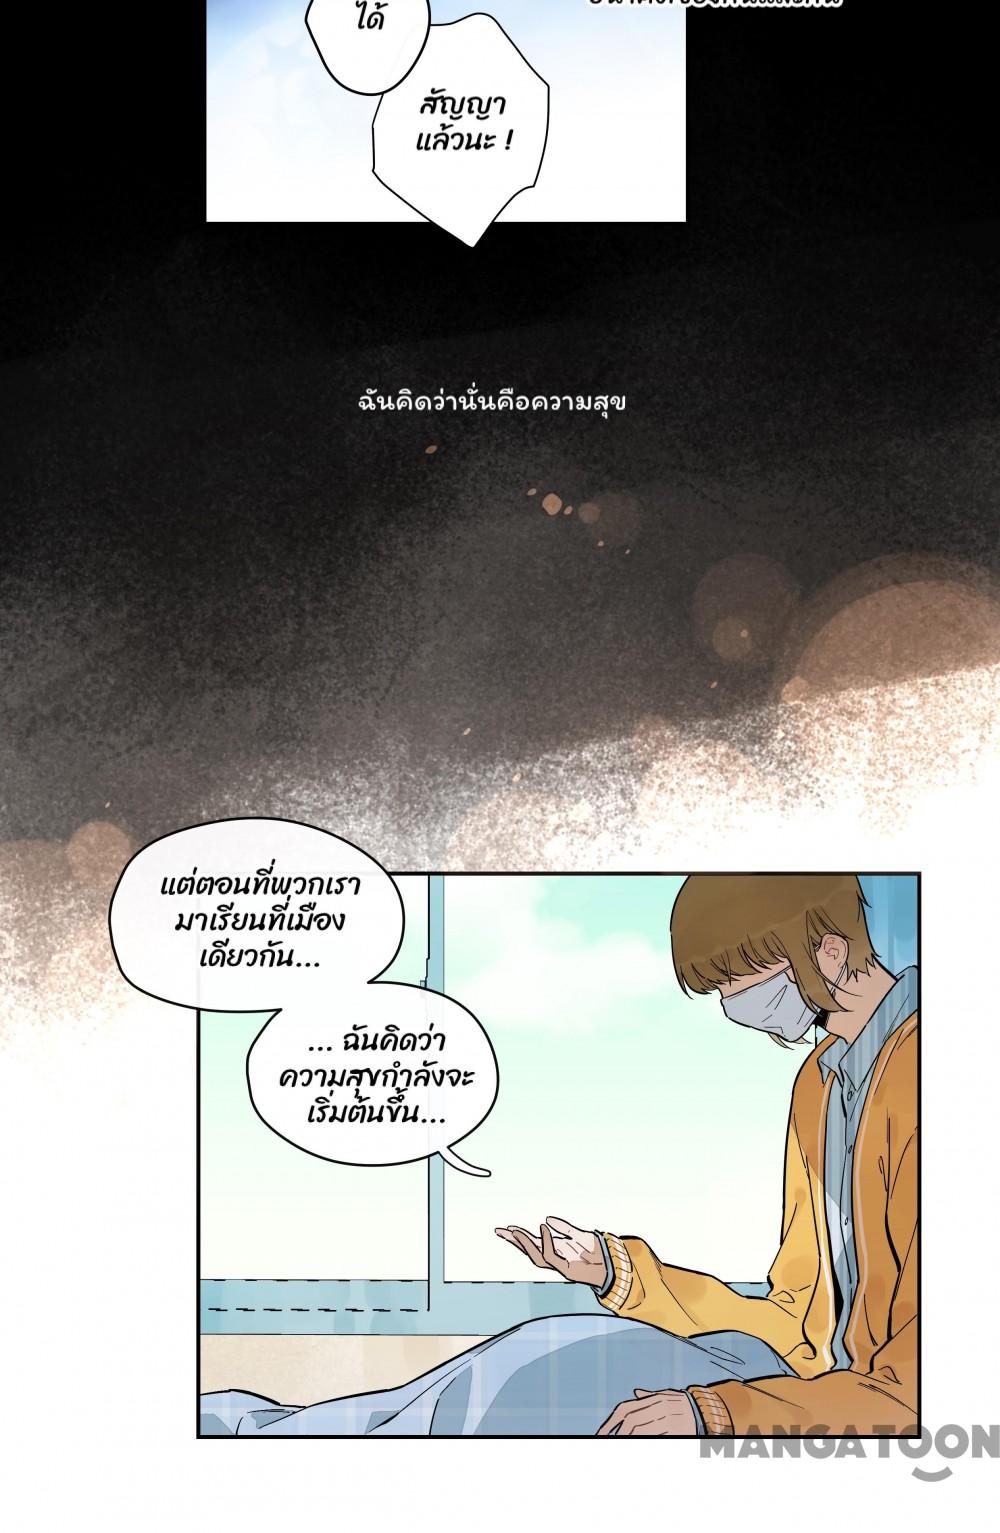 ได้
สัญญา
แล้วนะ !
ฉันคิดว่านั่นคือความสุข
แต่ตอนที่พวกเรา
มาเรียนที่เมือง
เดียวกัน...
... ฉันคิดว่า
ความสุขกำลังจะ
เริ่มต้นขึ้น...
MANGATOON